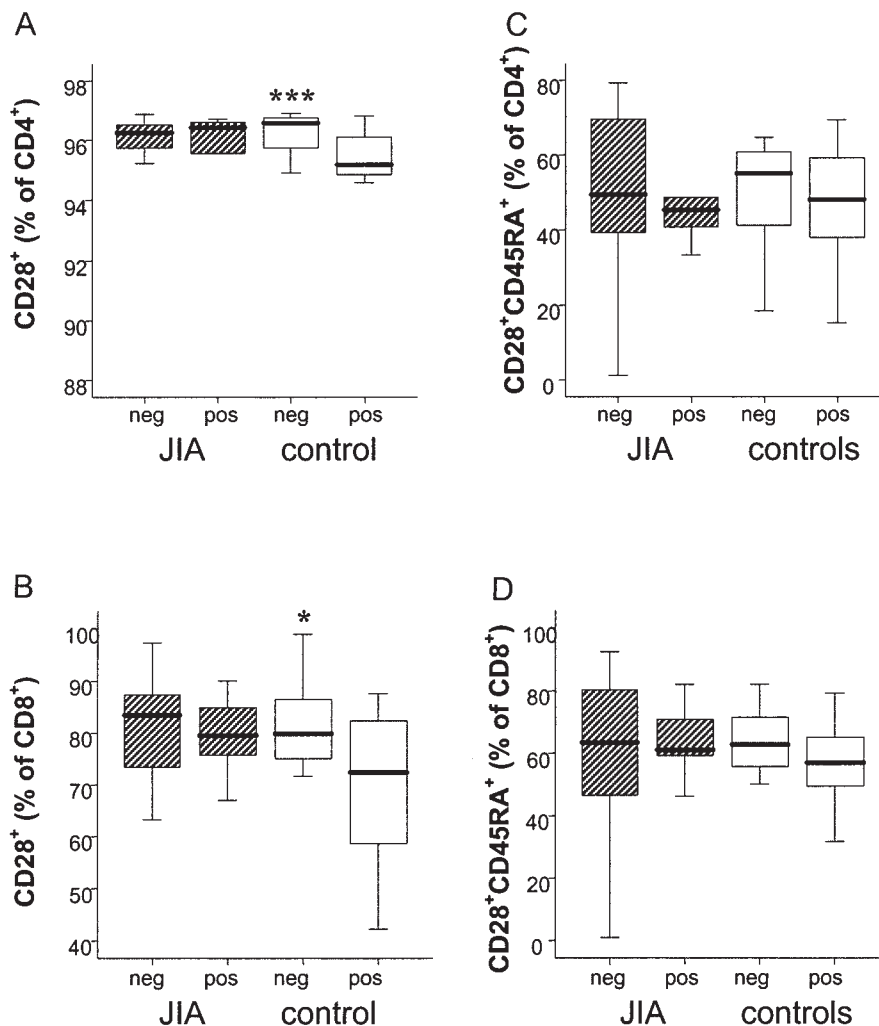 A
CD28⁺ (% of CD4⁺)
98
96
94
92
90
88
***
neg pos neg pos
JIA control
C
CD28⁺CD45RA⁺ (% of CD4⁺)
80
60
40
20
0
neg pos neg pos
JIA controls
B
CD28⁺ (% of CD8⁺)
100
90
80
70
60
50
40
*
neg pos neg pos
JIA control
D
CD28⁺CD45RA⁺ (% of CD8⁺)
100
80
60
40
20
0
neg pos neg pos
JIA controls